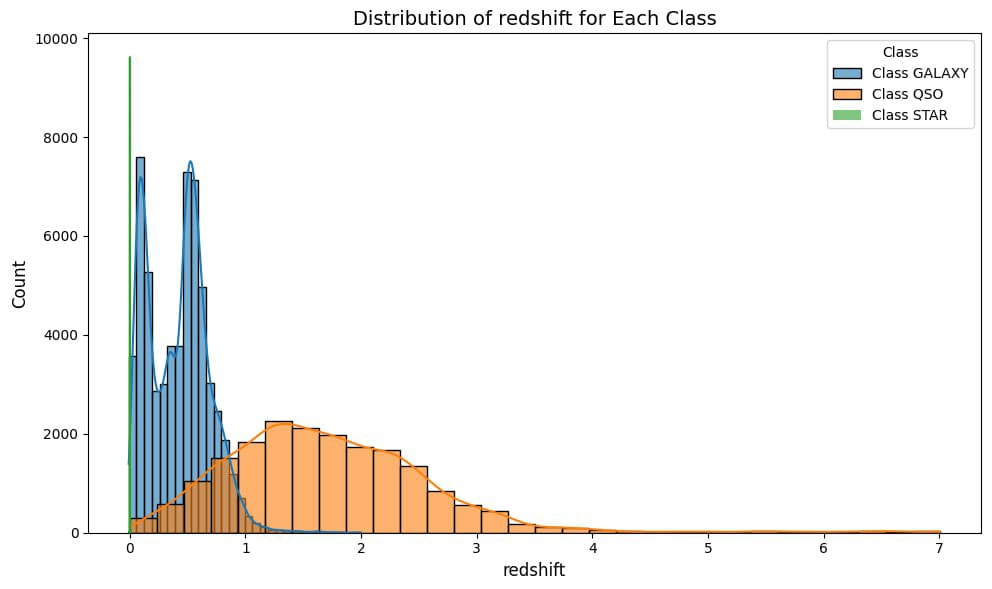 Distribution of redshift for Each Class
10000
8000
6000
4000
2000
0
Count
Class
Class GALAXY
Class QSO
Class STAR
0 1 2 3 4 5 6 7
redshift